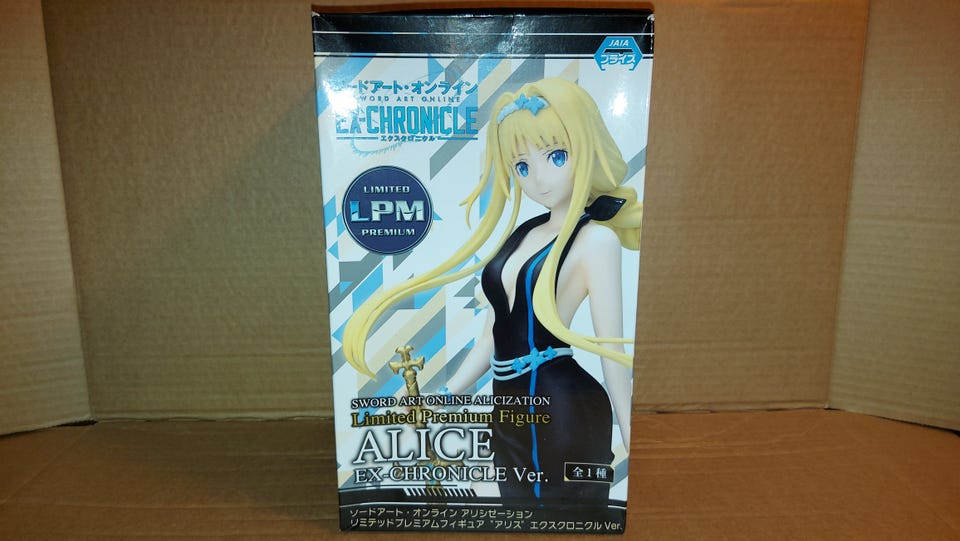 JAIA
プライズ
ソードアート・オンライン
SWORD ART ONLINE
EX-CHRONICLE
エクスクロニクル
LIMITED
LPM
PREMIUM
SWORD ART ONLINE ALICIZATION
Limited Premium Figure
ALICE
EX-CHRONICLE Ver.
全1種
ソードアート・オンライン アリシゼーション
リミテッドプレミアムフィギュア "アリス" エクスクロニクル Ver.